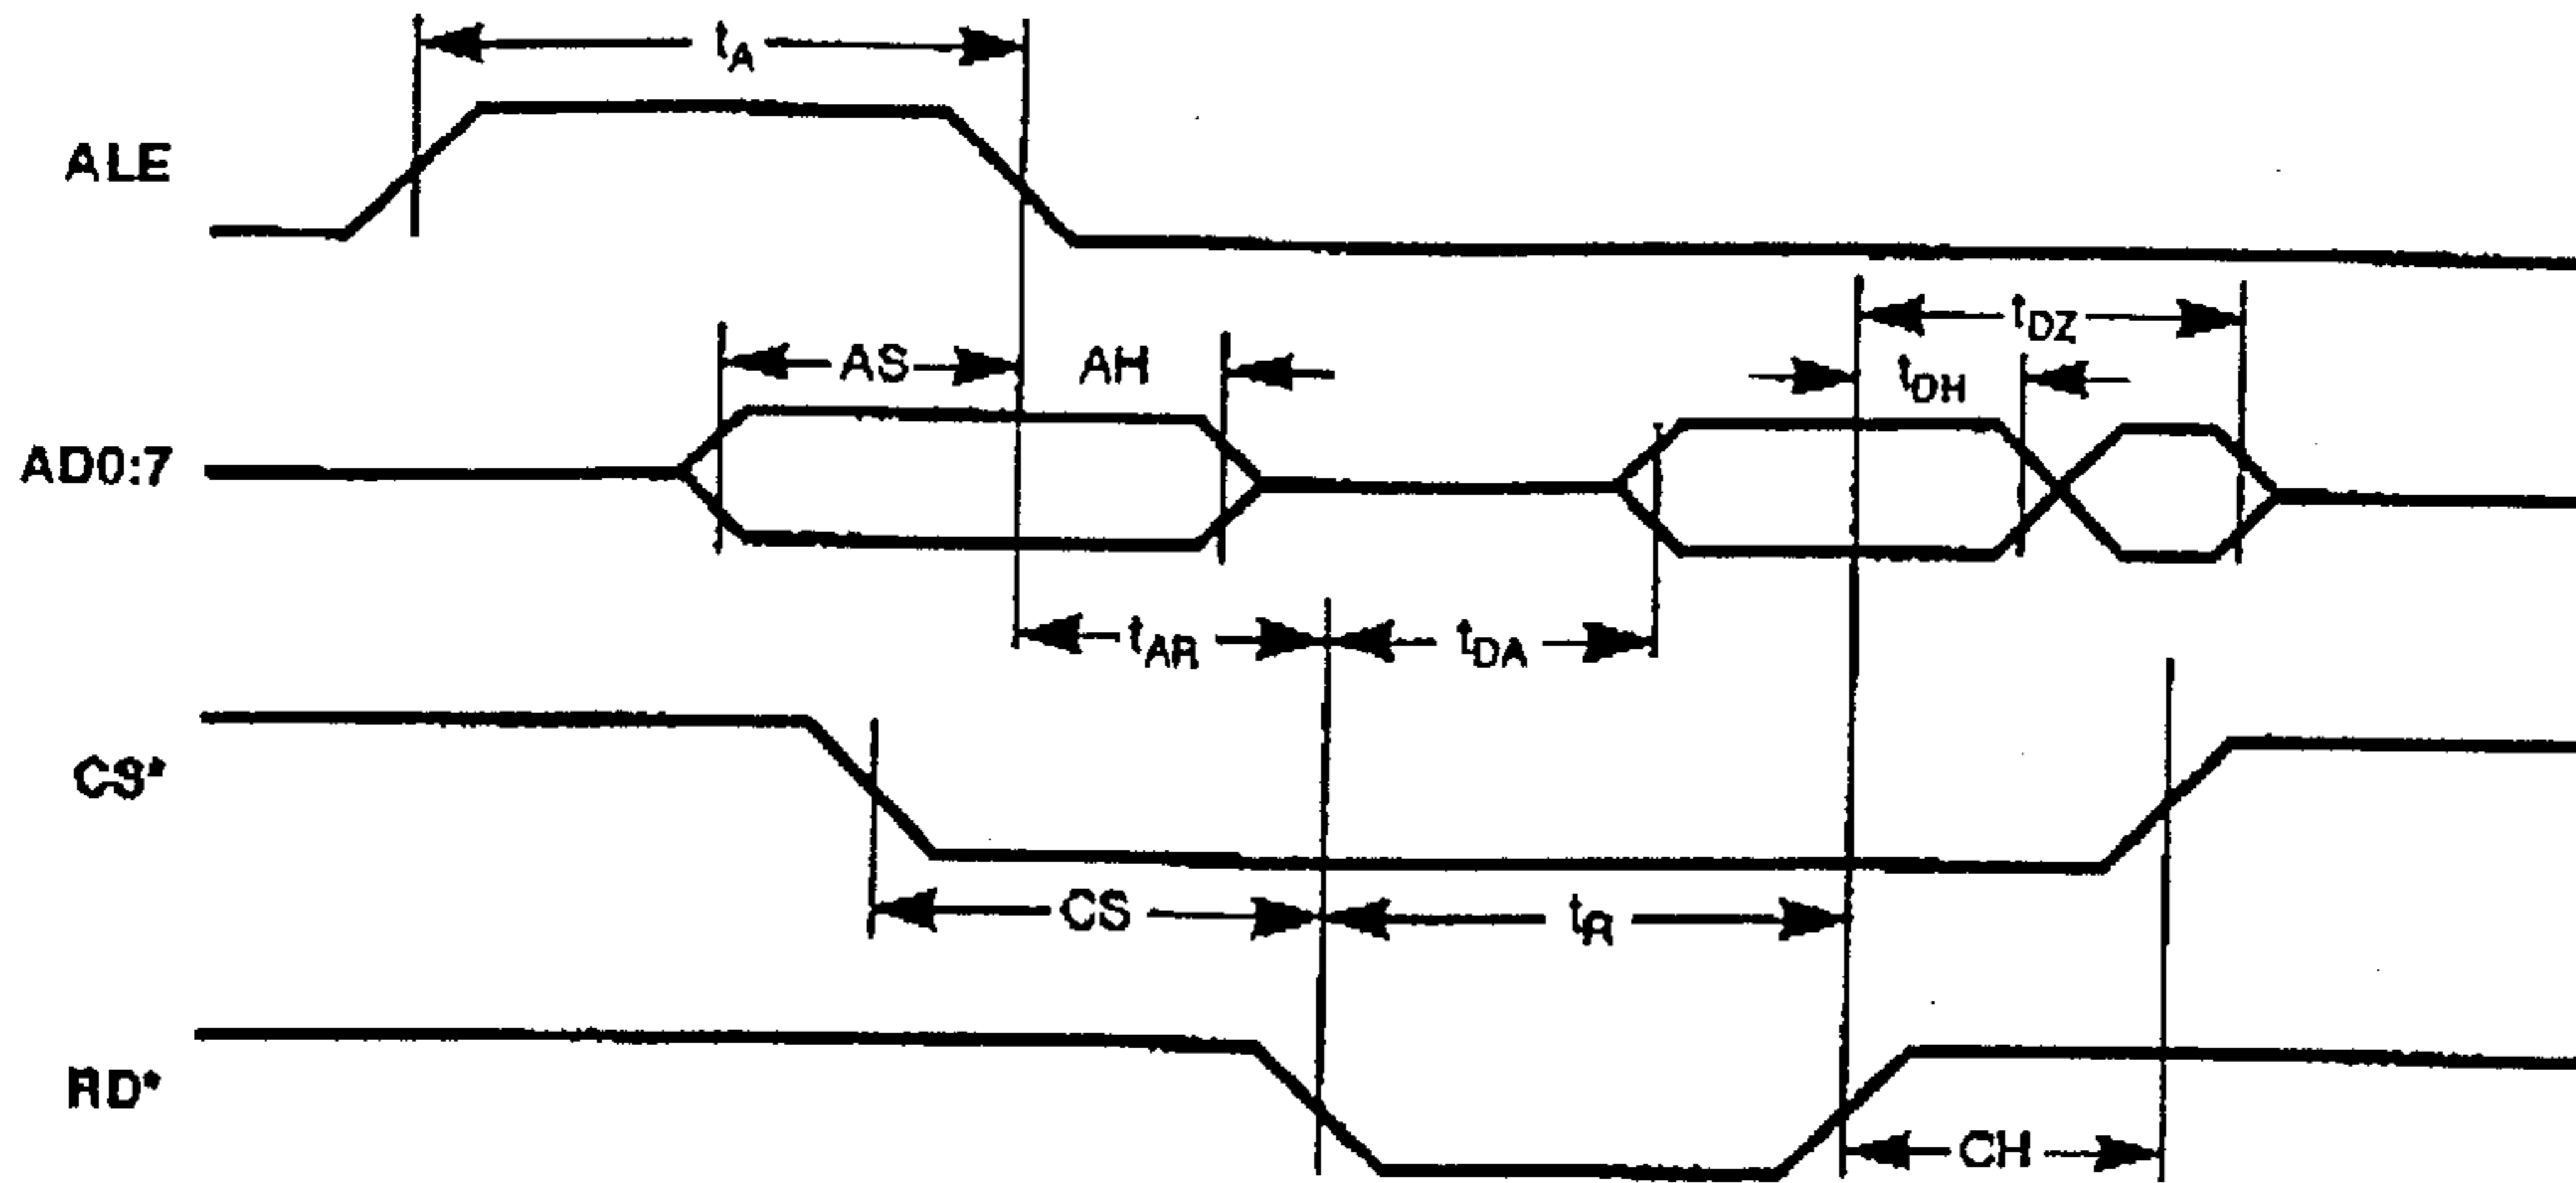 tA
ALE
tDZ
AS
AH
tDH
AD0:7
tAR
tDA
CS*
CS
tR
RD*
CH